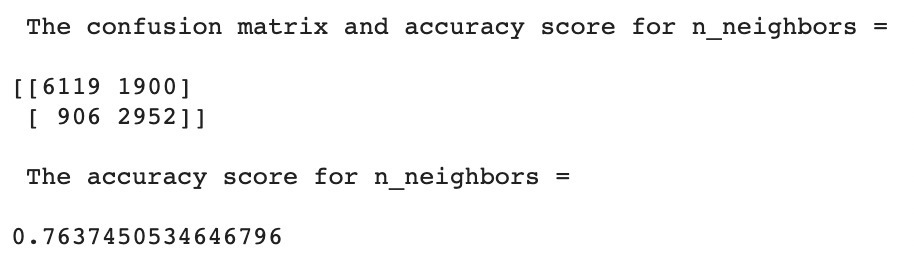 The confusion matrix and accuracy score for n_neighbors =
[[6119 1900]
[ 906 2952]]
The accuracy score for n_neighbors =
0.7637450534646796